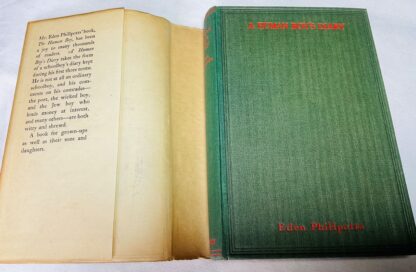 Mr. Eden Phillpotts' book,
The Human Boy, has been
a joy to many thousands
of readers. A Human
Boy's Diary takes the form
of a schoolboy's diary kept
during his first three terms.
He is not at all an ordinary
schoolboy, and his com-
ments on his comrades—
the poet, the wicked boy,
and the Jew boy who
lends money at interest,
and many others—are both
witty and shrewd.
A book for grown-ups
as well as their sons and
daughters.
A HUMAN BOY'S DIARY
Eden Phillpotts